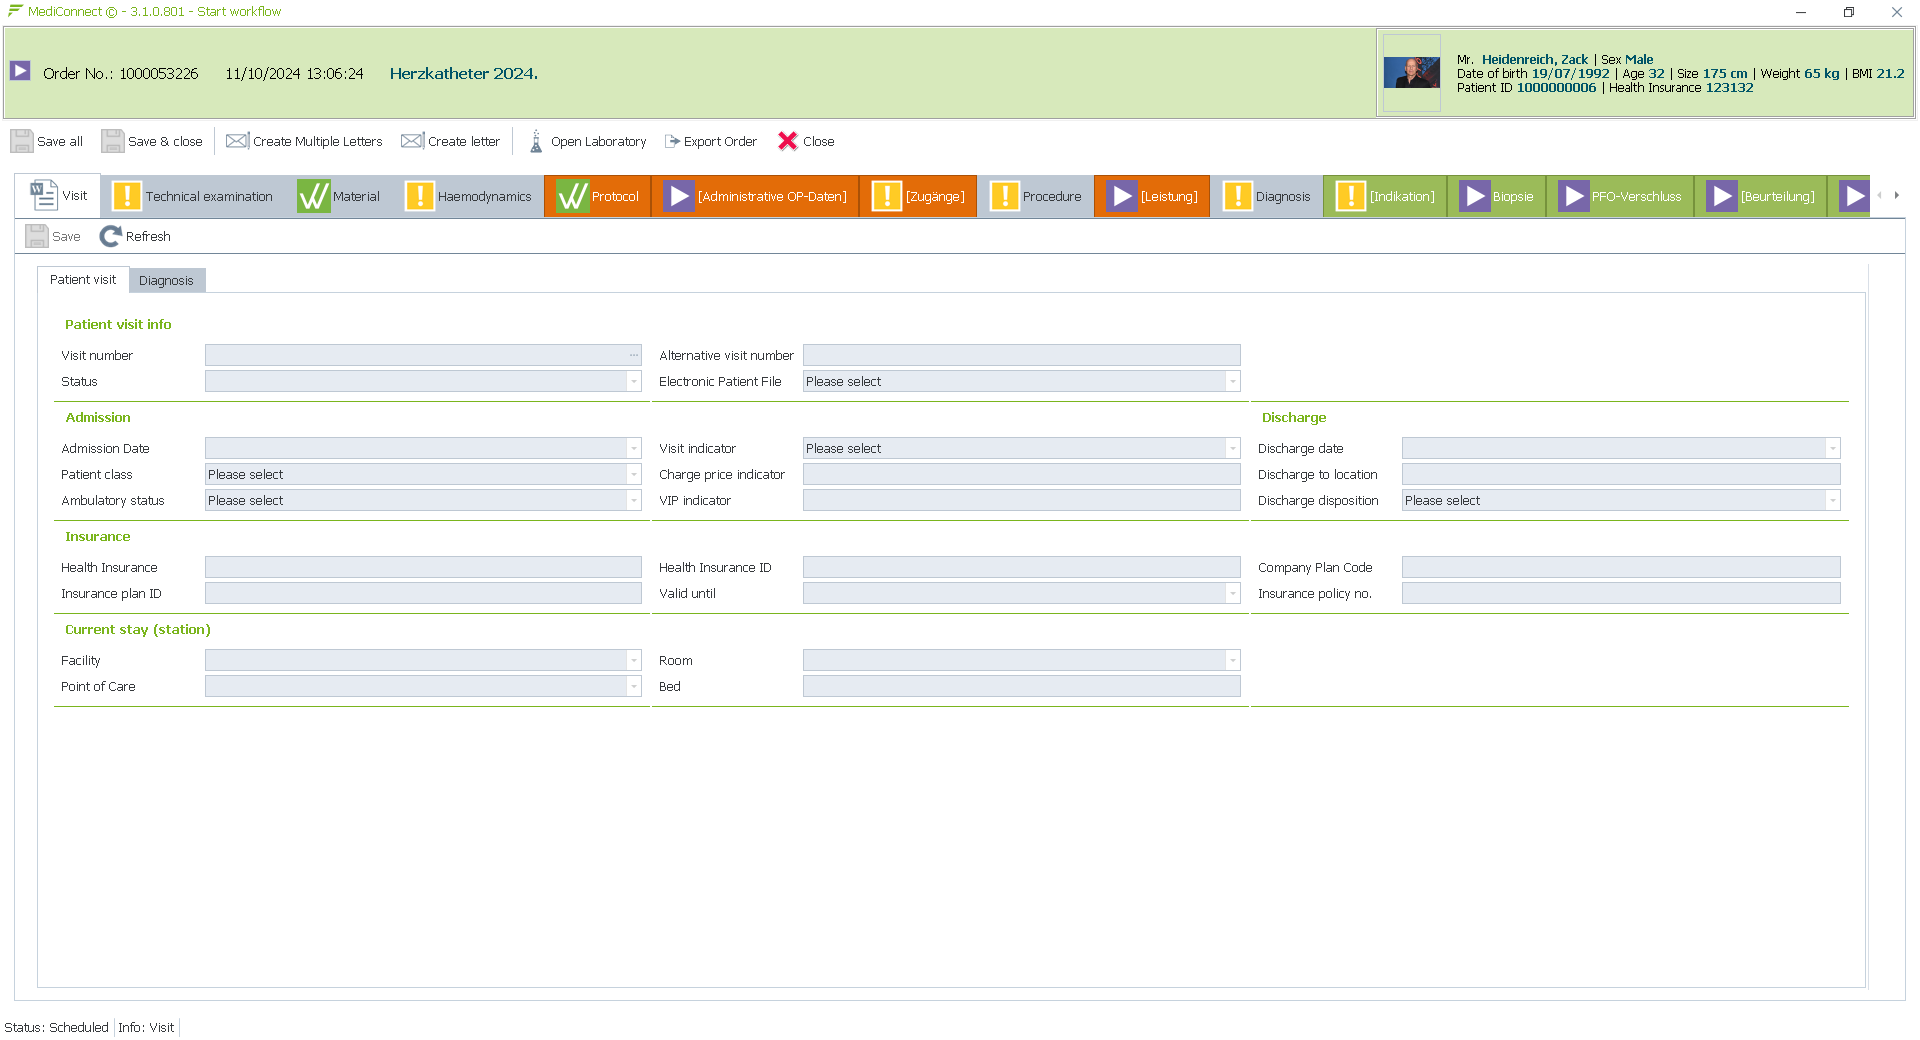 MediConnect © - 3.1.0.801 - Start workflow
Order No.: 1000053226 11/10/2024 13:06:24 Herzkatheter 2024.
Mr. Heidenreich, Zack | Sex Male
Date of birth 19/07/1992 | Age 32 | Size 175 cm | Weight 65 kg | BMI 21.2
Patient ID 1000000006 | Health Insurance 123132
Save all Save & close Create Multiple Letters Create letter Open Laboratory Export Order Close
Visit Technical examination Material Haemodynamics Protocol [Administrative OP-Daten] [Zugänge] Procedure [Leistung] Diagnosis [Indikation] Biopsie PFO-Verschluss [Beurteilung]
Save Refresh
Patient visit Diagnosis
Patient visit info
Visit number ... Alternative visit number
Status Electronic Patient File Please select
Admission Discharge
Admission Date Visit indicator Please select Discharge date
Patient class Please select Charge price indicator Discharge to location
Ambulatory status Please select VIP indicator Discharge disposition Please select
Insurance
Health Insurance Health Insurance ID Company Plan Code
Insurance plan ID Valid until Insurance policy no.
Current stay (station)
Facility Room
Point of Care Bed
Status: Scheduled Info: Visit